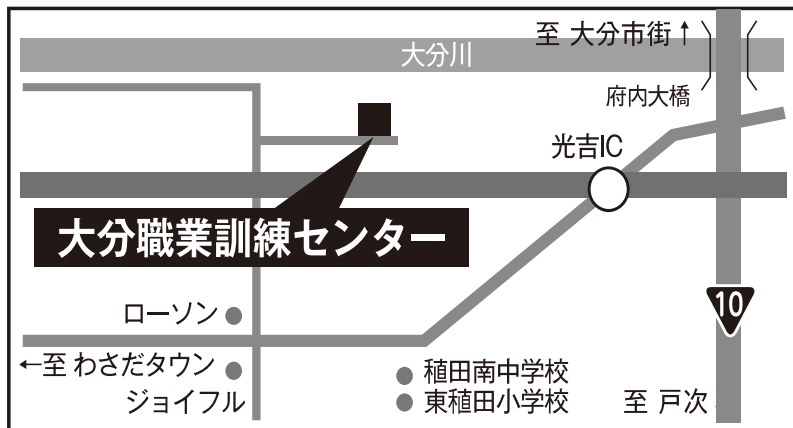 至 大分市街↑
大分川
府内大橋
光吉IC
大分職業訓練センター
10
ローソン
←至 わさだタウン
ジョイフル
稙田南中学校
東稙田小学校
至 戸次